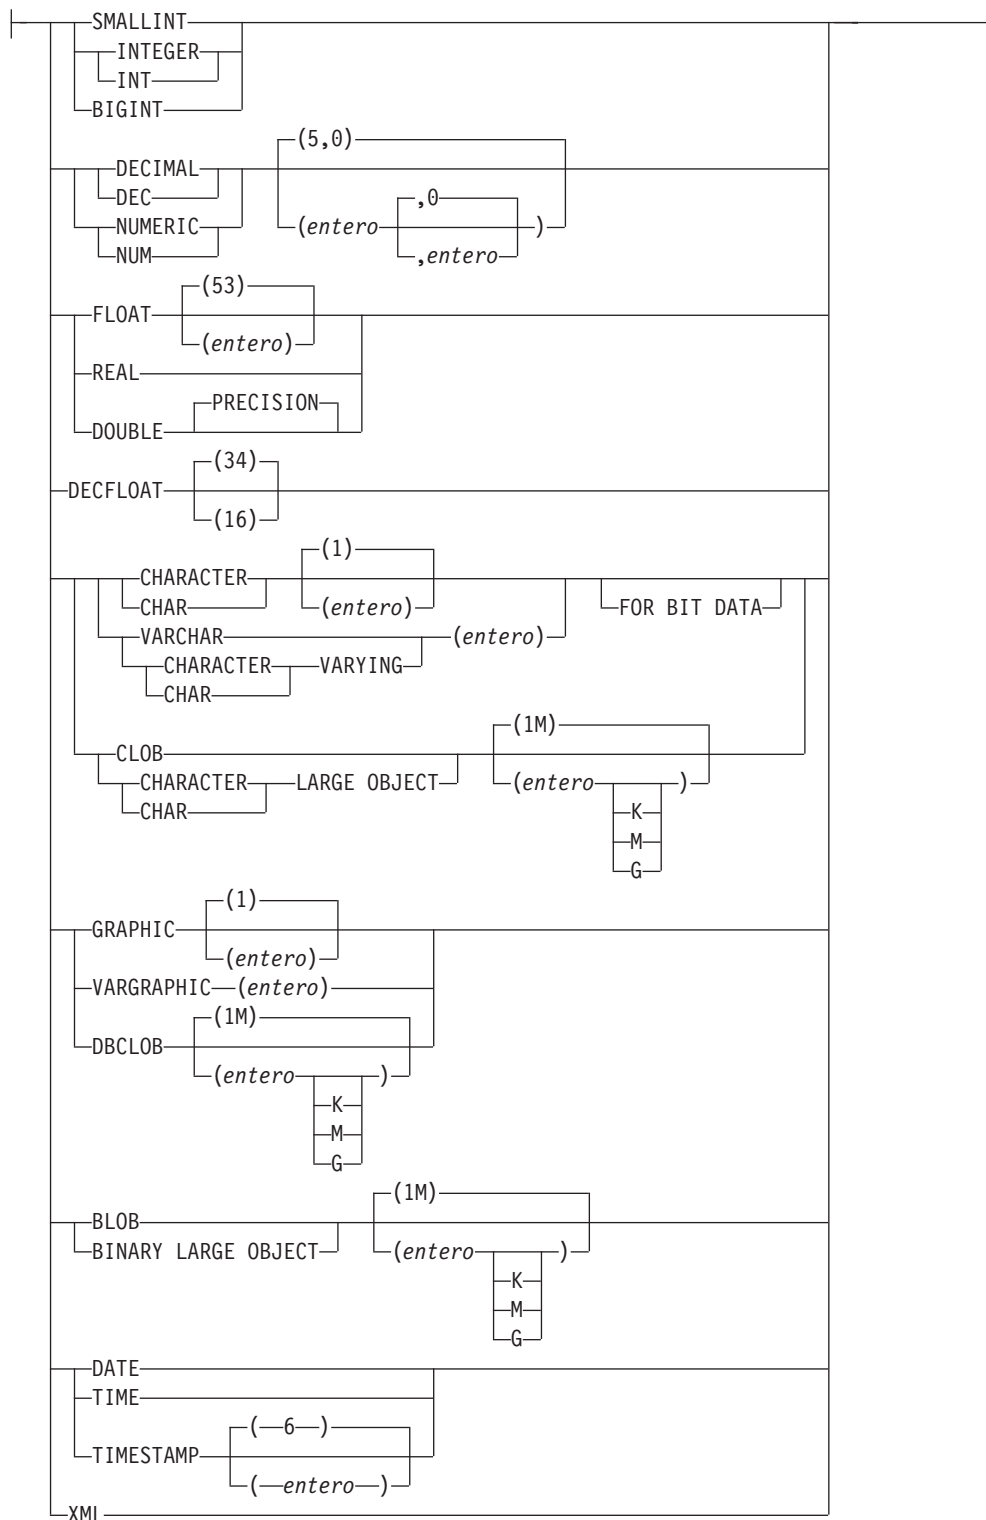 SMALLINT
INTEGER
INT
BIGINT
(5,0)
DECIMAL
DEC
,0
NUMERIC
(entero )
NUM
,entero
(53)
FLOAT
(entero)
REAL
PRECISION
DOUBLE
(34)
DECFLOAT
(16)
(1)
CHARACTER
CHAR
(entero)
FOR BIT DATA
VARCHAR
(entero)
CHARACTER
VARYING
CHAR
(1M)
CLOB
CHARACTER
LARGE OBJECT
(entero )
CHAR
K
M
G
(1)
GRAPHIC
(entero)
VARGRAPHIC (entero)
(1M)
DBCLOB
(entero )
K
M
G
(1M)
BLOB
BINARY LARGE OBJECT
(entero )
K
M
G
DATE
TIME
( 6 )
TIMESTAMP
( entero )
XML